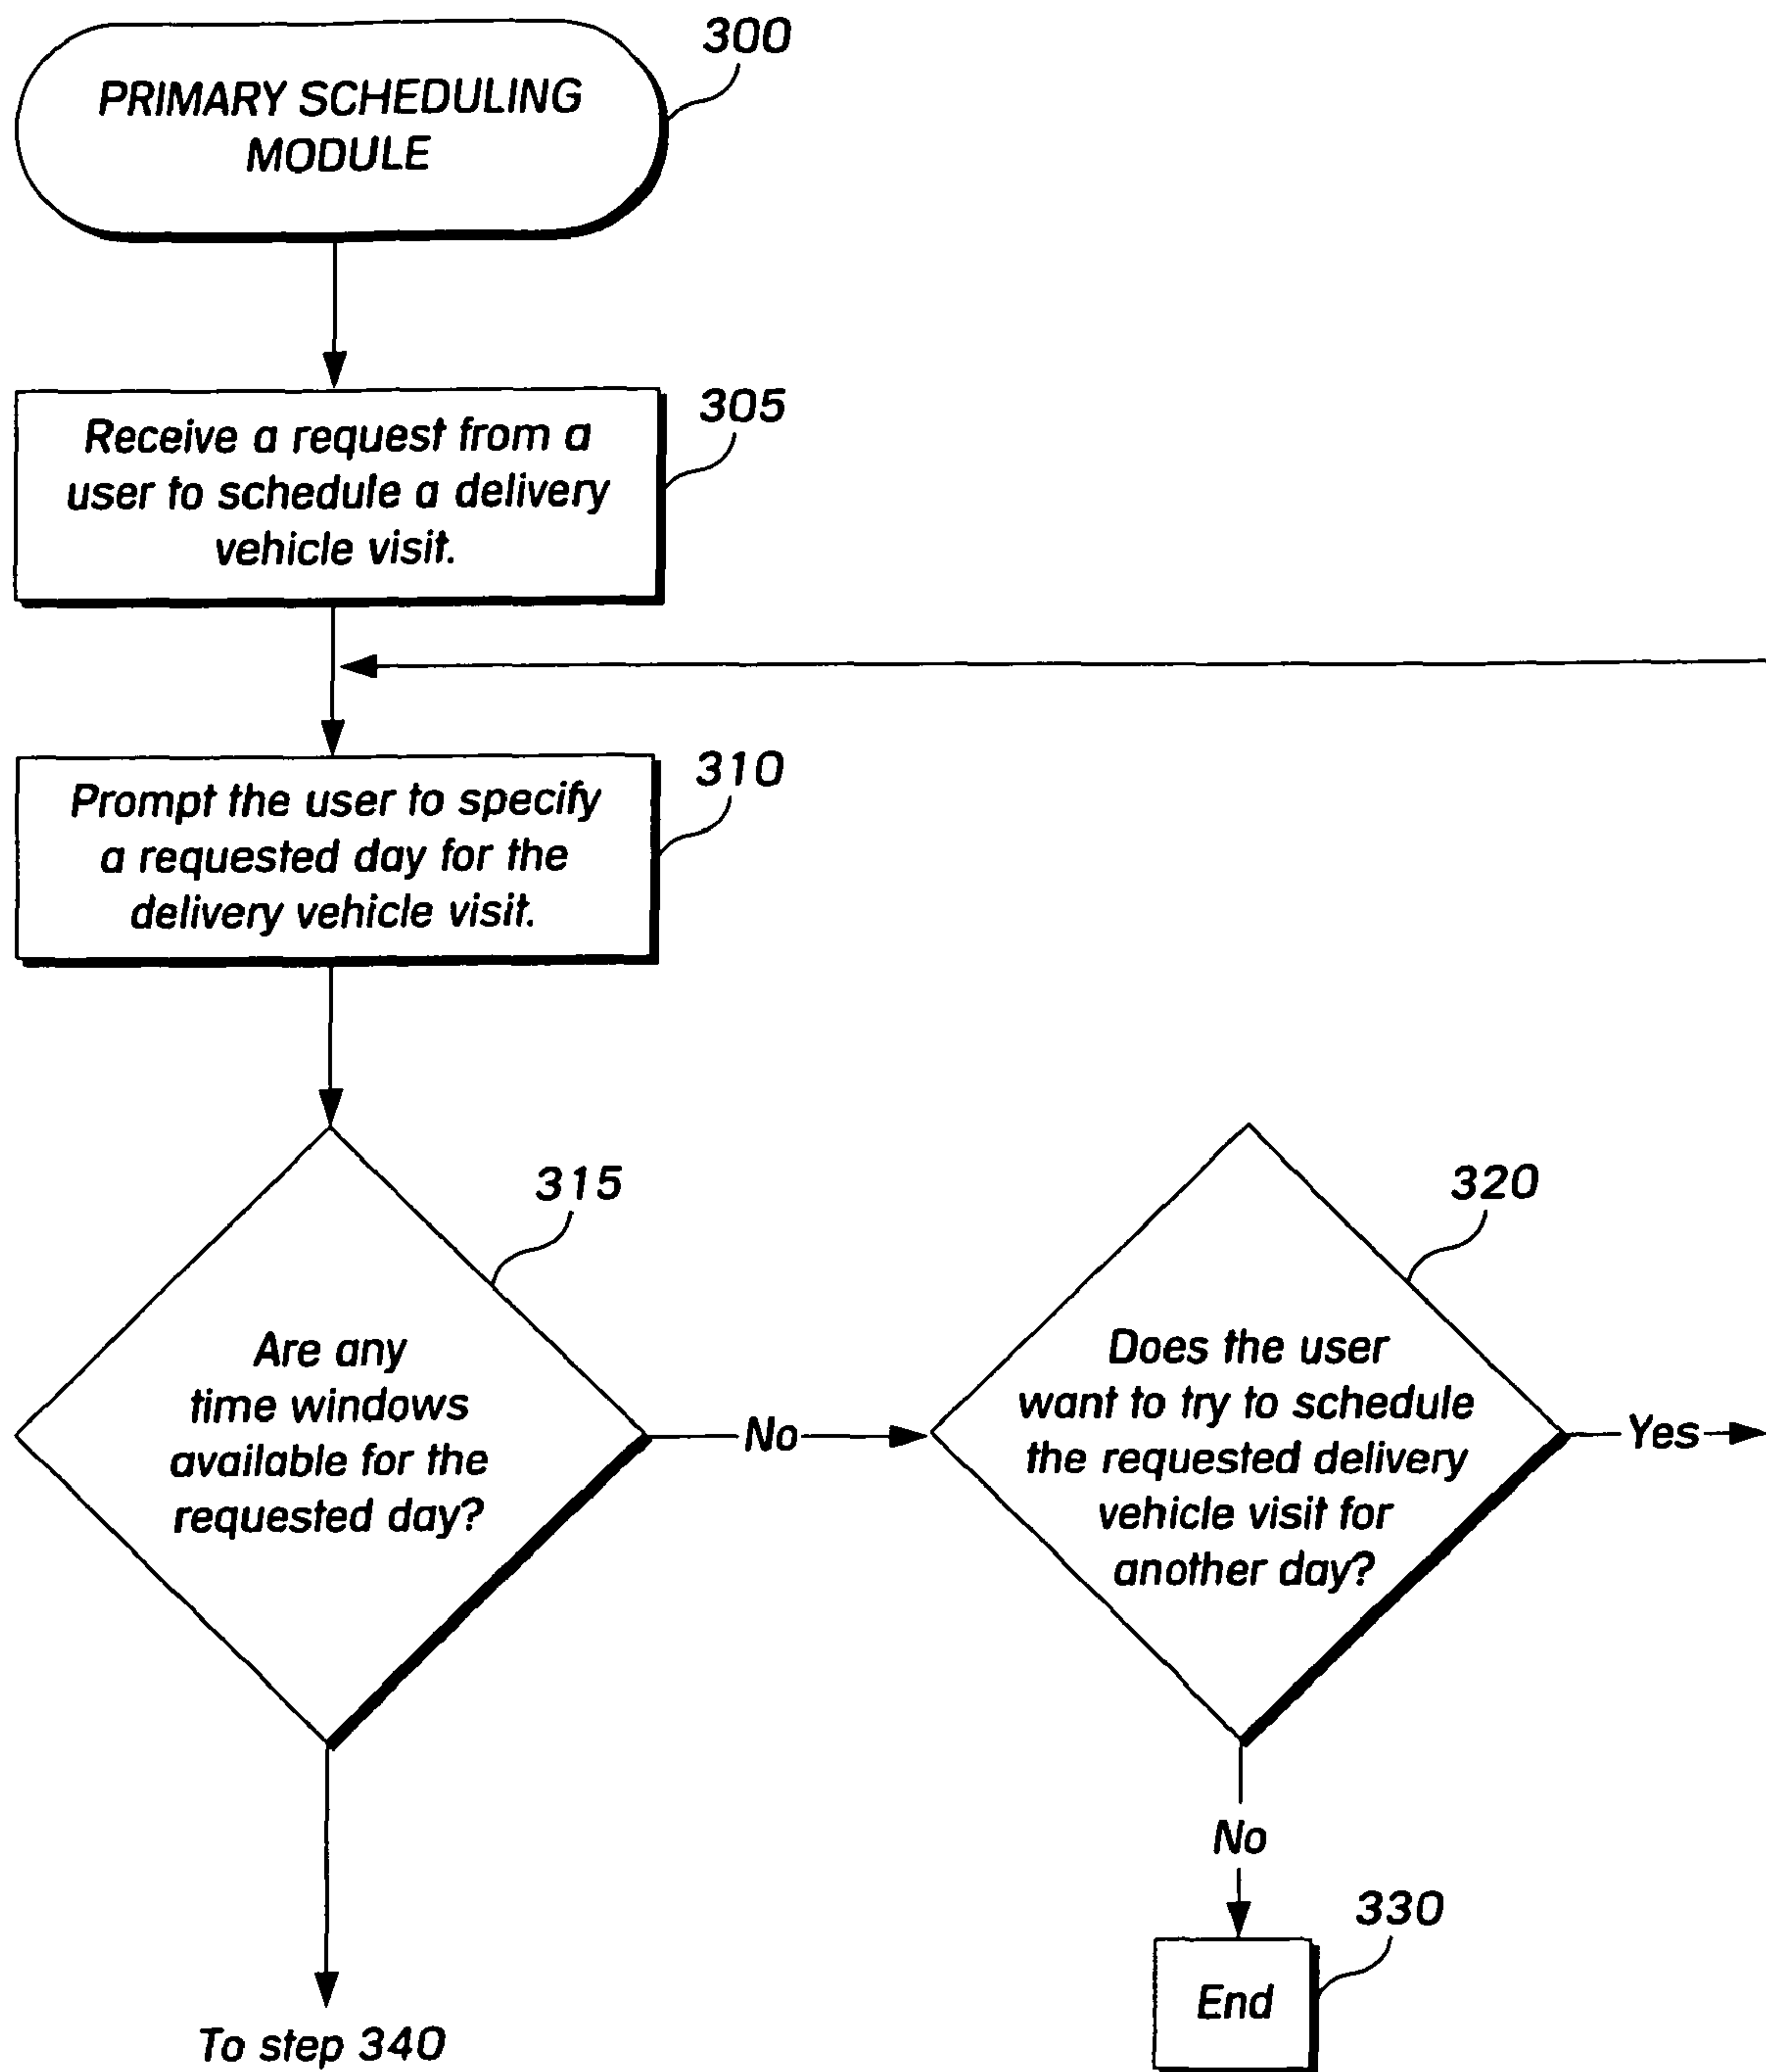 300
PRIMARY SCHEDULING
MODULE
305
Receive a request from a
user to schedule a delivery
vehicle visit.
310
Prompt the user to specify
a requested day for the
delivery vehicle visit.
315
Are any
time windows
available for the
requested day?
No
320
Does the user
want to try to schedule
the requested delivery
vehicle visit for
another day?
Yes
No
330
End
To step 340